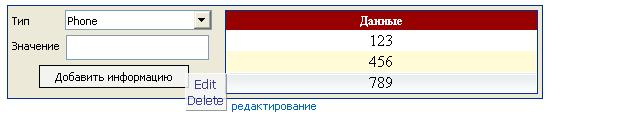 Тип Phone
Значение
Добавить информацию
Данные
123
456
789
Edit
Delete
редактирование